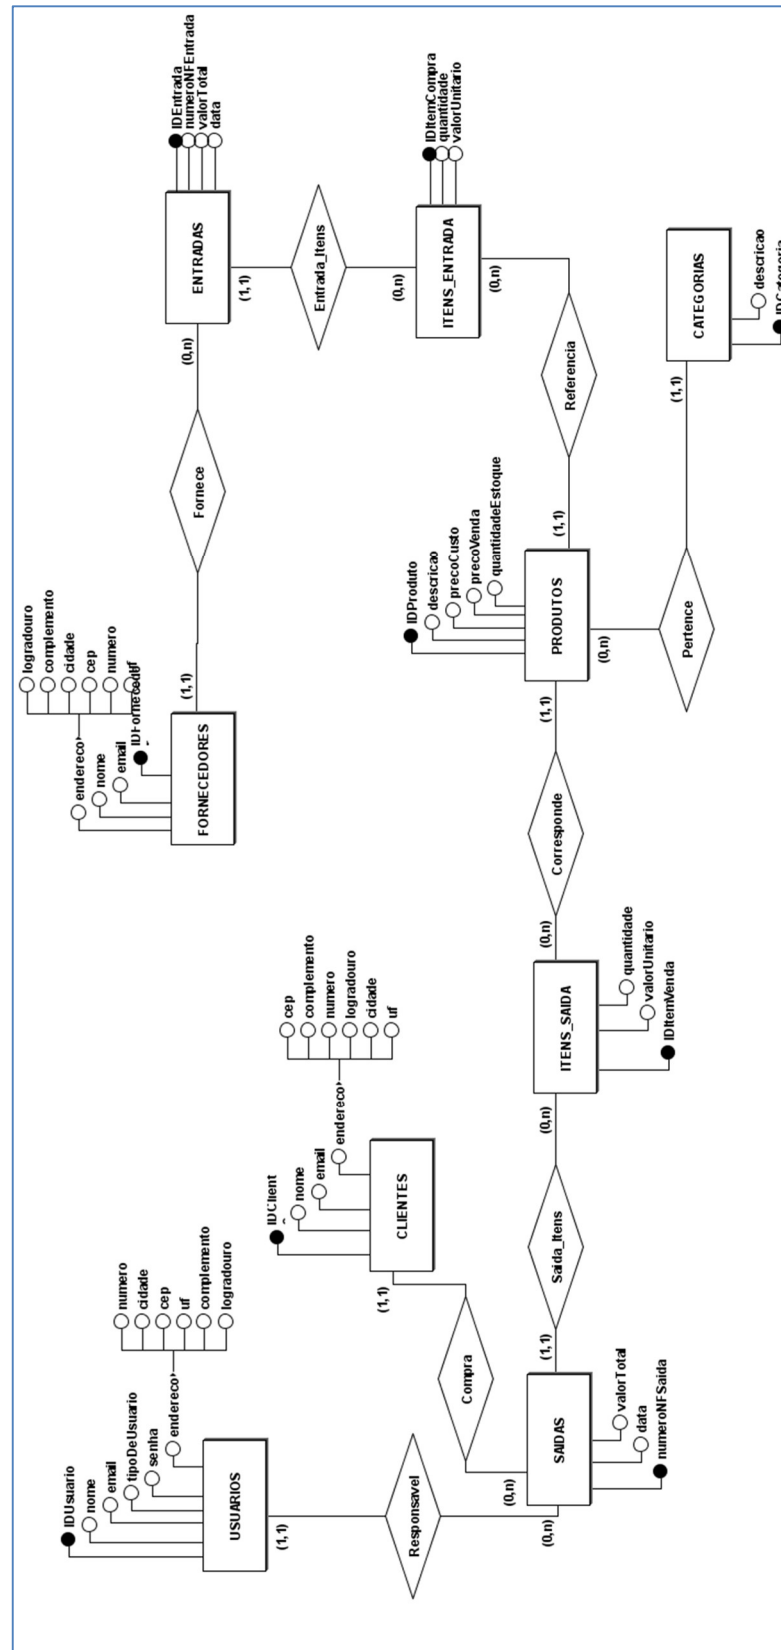 IDUsuario
nome
email
tipoDeUsuario
senha
endereco
numero
cidade
cep
uf
complemento
logradouro
USUARIOS
(1,1)
Responsavel
(0,n)
IDClient
nome
email
endereco
cep
complemento
numero
logradouro
cidade
uf
CLIENTES
(1,1)
Compra
(0,n)
SAIDAS
valorTotal
data
numeroNFSaida
(1,1)
Saida_Itens
(0,n)
ITENS_SAIDA
quantidade
valorUnitario
IDItemVenda
(0,n)
Corresponde
(1,1)
IDProduto
descricao
precoCusto
precoVenda
quantidadeEstoque
PRODUTOS
(0,n)
Pertence
(1,1)
CATEGORIAS
descricao
IDCategoria
(1,1)
Referencia
(0,n)
ITENS_ENTRADA
IDItemCompra
quantidade
valorUnitario
(0,n)
Entrada_Itens
(1,1)
ENTRADAS
IDEntrada
numeroNFEntrada
valorTotal
data
(0,n)
Fornece
(1,1)
FORNECEDORES
endereco
nome
email
logradouro
complemento
cidade
cep
numero
uf